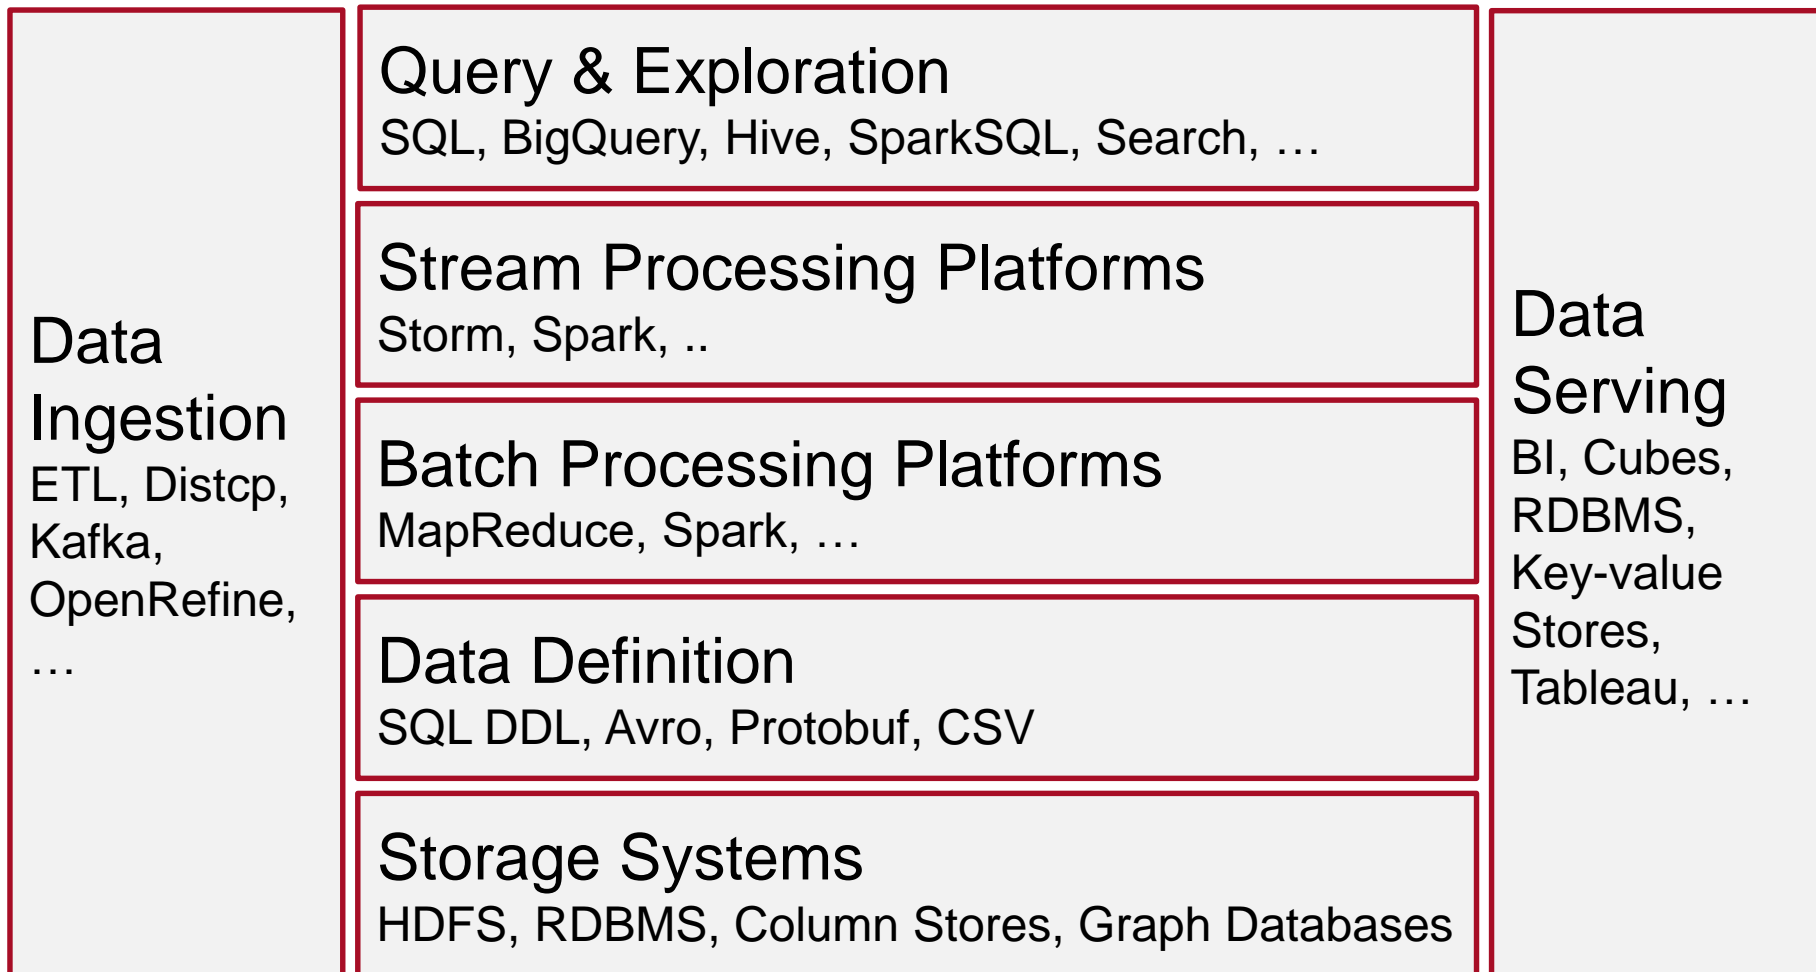 Data
Ingestion
ETL, Distcp,
Kafka,
OpenRefine,
…
Query & Exploration
SQL, BigQuery, Hive, SparkSQL, Search, …
Stream Processing Platforms
Storm, Spark, ..
Batch Processing Platforms
MapReduce, Spark, …
Data Definition
SQL DDL, Avro, Protobuf, CSV
Storage Systems
HDFS, RDBMS, Column Stores, Graph Databases
Data
Serving
BI, Cubes,
RDBMS,
Key-value
Stores,
Tableau, …